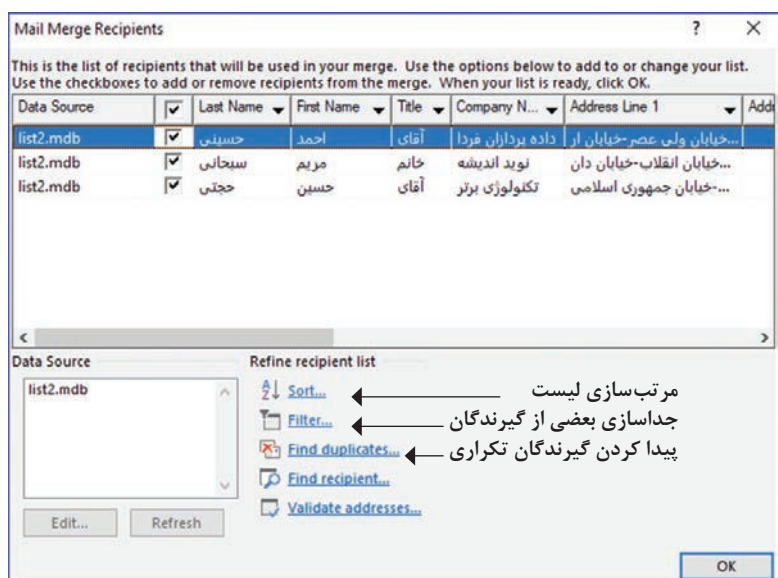 Mail Merge Recipients ? ×
This is the list of recipients that will be used in your merge. Use the options below to add to or change your list.
Use the checkboxes to add or remove recipients from the merge. When your list is ready, click OK.
Data Source Last Name First Name Title Company N... Address Line 1 Add
list2.mdb حسینی احمد آقای داده پردازان فردا خیابان ولی عصر-خیابان ار...
list2.mdb سبحانی مریم خانم نوید اندیشه خیابان انقلاب-خیابان دان...
list2.mdb حجتی حسین آقای تکنولوژی برتر خیابان جمهوری اسلامی-...
Data Source Refine recipient list
list2.mdb
Sort... مرتب‌سازی لیست
Filter... جداسازی بعضی از گیرندگان
Find duplicates... پیدا کردن گیرندگان تکراری
Find recipient...
Validate addresses...
Edit... Refresh
OK